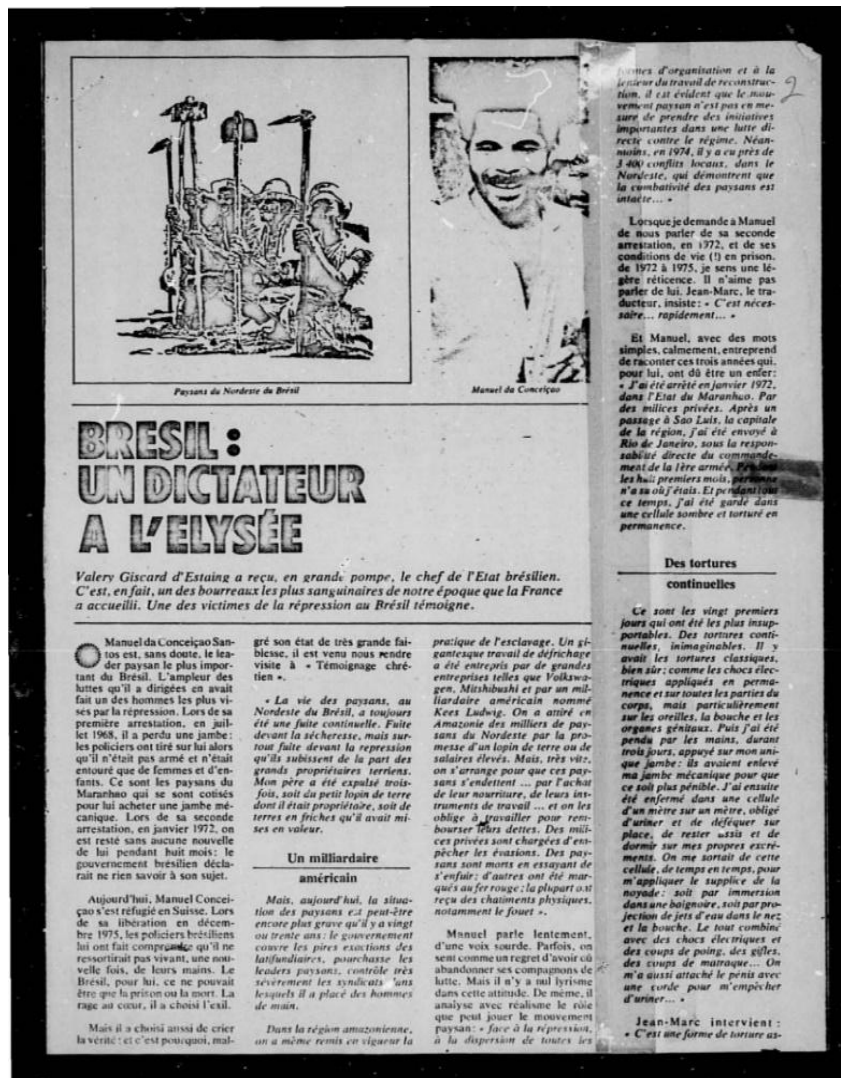 2
Paysans du Nordeste du Brésil
Manuel da Conceiçao
BRESIL :
UN DICTATEUR
A L'ELYSÉE
Valery Giscard d'Estaing a reçu, en grande pompe, le chef de l'Etat brésilien.
C'est, en fait, un des bourreaux les plus sanguinaires de notre époque que la France
a accueilli. Une des victimes de la répression au Brésil témoigne.
Manuel da Conceiçao San-
tos est, sans doute, le lea-
der paysan le plus impor-
tant du Brésil. L'ampleur des
luttes qu'il a dirigées en avait
fait un des hommes les plus vi-
sés par la répression. Lors de sa
première arrestation, en juil-
let 1968, il a perdu une jambe :
les policiers ont tiré sur lui alors
qu'il n'était pas armé et n'était
entouré que de femmes et d'en-
fants. Ce sont les paysans du
Maranhao qui se sont cotisés
pour lui acheter une jambe mé-
canique. Lors de sa seconde
arrestation, en janvier 1972, on
est resté sans aucune nouvelle
de lui pendant huit mois : le
gouvernement brésilien décla-
rait ne rien savoir à son sujet.
Aujourd'hui, Manuel Concei-
çao s'est réfugié en Suisse. Lors
de sa libération en décem-
bre 1975, les policiers brésiliens
lui ont fait comprendre qu'il ne
ressortirait pas vivant, une nou-
velle fois, de leurs mains. Le
Brésil, pour lui, ce ne pouvait
être que la prison ou la mort. La
rage au cœur, il a choisi l'exil.
Mais il a choisi aussi de crier
la vérité : et c'est pourquoi, mal-
gré son état de très grande fai-
blesse, il est venu nous rendre
visite à « Témoignage chré-
tien ».
« La vie des paysans, au
Nordeste du Brésil, a toujours
été une fuite continuelle. Fuite
devant la sécheresse, mais sur-
tout fuite devant la repression
qu'ils subissent de la part des
grands propriétaires terriens.
Mon père a été expulsé trois-
fois, soit du petit lopin de terre
dont il était propriétaire, soit de
terres en friches qu'il avait mi-
ses en valeur.
Un milliardaire
américain
Mais, aujourd'hui, la situa-
tion des paysans est peut-être
encore plus grave qu'il y a vingt
ou trente ans : le gouvernement
couvre les pires exactions des
latifundiaires, pourchasse les
leaders paysans, contrôle très
sévèrement les syndicats dans
lesquels il a placé des hommes
de main.
Dans la région amazonienne,
on a même remis en vigueur la
pratique de l'esclavage. Un gi-
gantesque travail de défrichage
a été entrepris par de grandes
entreprises telles que Volkswa-
gen, Mitshibushi et par un mil-
liardaire américain nommé
Kees Ludwig. On a attiré en
Amazonie des milliers de pay-
sans du Nordeste par la pro-
messe d'un lopin de terre ou de
salaires élevés. Mais, très vite,
on s'arrange pour que ces pay-
sans s'endettent ... par l'achat
de leur nourriture, de leurs ins-
truments de travail ... et on les
oblige à travailler pour rem-
bourser leurs dettes. Des mili-
ces privées sont chargées d'em-
pêcher les évasions. Des pay-
sans sont morts en essayant de
s'enfuir ; d'autres ont été mar-
qués au fer rouge ; la plupart ont
reçu des chatiments physiques,
notamment le fouet ».
Manuel parle lentement,
d'une voix sourde. Parfois, on
sent comme un regret d'avoir dû
abandonner ses compagnons de
lutte. Mais il n'y a nul lyrisme
dans cette attitude. De même, il
analyse avec réalisme le rôle
que peut jouer le mouvement
paysan : « face à la répression,
à la dispersion de toutes les
formes d'organisation et à la
lenteur du travail de reconstruc-
tion, il est évident que le mou-
vement paysan n'est pas en me-
sure de prendre des initiatives
importantes dans une lutte di-
recte contre le régime. Néan-
moins, en 1974, il y a eu près de
3 400 conflits locaux, dans le
Nordeste, qui démontrent que
la combativité des paysans est
intacte... »
Lorsque je demande à Manuel
de nous parler de sa seconde
arrestation, en 1972, et de ses
conditions de vie (!) en prison,
de 1972 à 1975, je sens une lé-
gère réticence. Il n'aime pas
parler de lui. Jean-Marc, le tra-
ducteur, insiste : « C'est néces-
saire... rapidement... »
Et Manuel, avec des mots
simples, calmement, entreprend
de raconter ces trois années qui,
pour lui, ont dû être un enfer :
« J'ai été arrêté en janvier 1972,
dans l'Etat du Maranhao. Par
des milices privées. Après un
passage à Sao Luis, la capitale
de la région, j'ai été envoyé à
Rio de Janeiro, sous la respon-
sabilité directe du commande-
ment de la 1ère armée. Pendant
les huit premiers mois, personne
n'a su où j'étais. Et pendant tout
ce temps, j'ai été gardé dans
une cellule sombre et torturé en
permanence.
Des tortures
continuelles
Ce sont les vingt premiers
jours qui ont été les plus insup-
portables. Des tortures conti-
nuelles, inimaginables. Il y
avait les tortures classiques,
bien sûr ; comme les chocs élec-
triques appliqués en perma-
nence et sur toutes les parties du
corps, mais particulièrement
sur les oreilles, la bouche et les
organes génitaux. Puis j'ai été
pendu par les mains, durant
trois jours, appuyé sur mon uni-
que jambe : ils avaient enlevé
ma jambe mécanique pour que
ce soit plus pénible. J'ai ensuite
été enfermé dans une cellule
d'un mètre sur un mètre, obligé
d'uriner et de déféquer sur
place, de rester assis et de
dormir sur mes propres excré-
ments. On me sortait de cette
cellule, de temps en temps, pour
m'appliquer le supplice de la
noyade : soit par immersion
dans une baignoire, soit par pro-
jection de jets d'eau dans le nez
et la bouche. Le tout combiné
avec des chocs électriques et
des coups de poing, des gifles,
des coups de matraque... On
m'a aussi attaché le pénis avec
une corde pour m'empêcher
d'uriner... »
Jean-Marc intervient :
« C'est une forme de torture as-